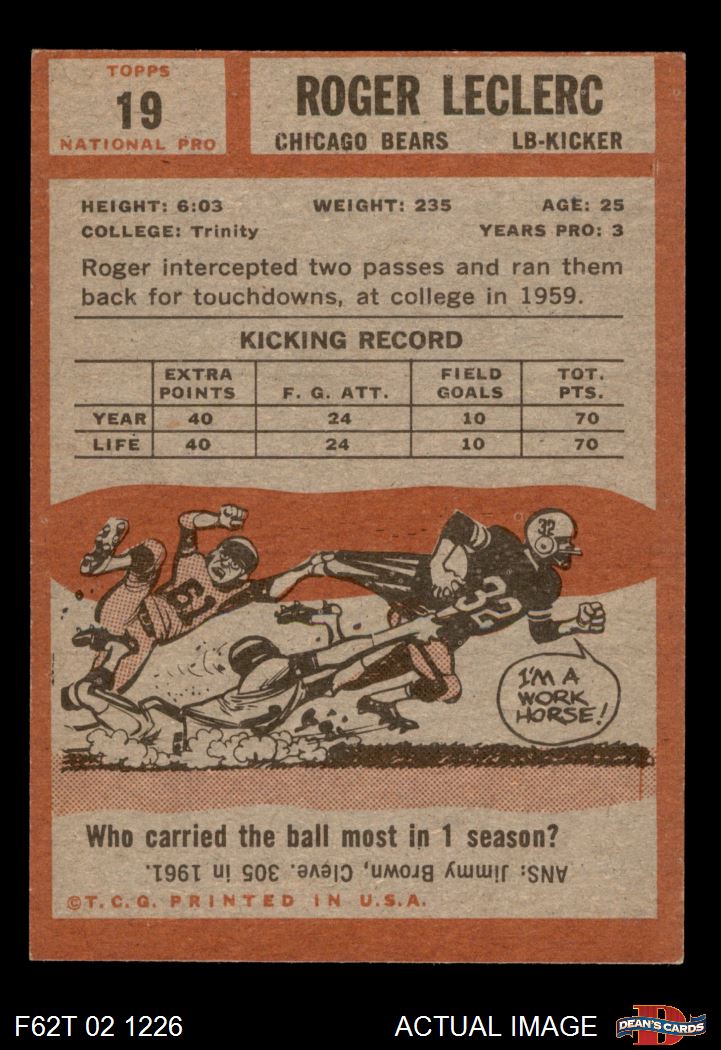 TOPPS
19
NATIONAL PRO
ROGER LECLERC
CHICAGO BEARS LB-KICKER
HEIGHT: 6:03 WEIGHT: 235 AGE: 25
COLLEGE: Trinity YEARS PRO: 3
Roger intercepted two passes and ran them
back for touchdowns, at college in 1959.
KICKING RECORD
EXTRA POINTS F. G. ATT. FIELD GOALS TOT. PTS.
YEAR 40 24 10 70
LIFE 40 24 10 70
32
61
32
I'M A
WORK
HORSE!
Who carried the ball most in 1 season?
ANS: Jimmy Brown, Cleve. 305 in 1961.
©T.C.G. PRINTED IN U.S.A.
F62T 02 1226 ACTUAL IMAGE
D
DEAN'S CARDS